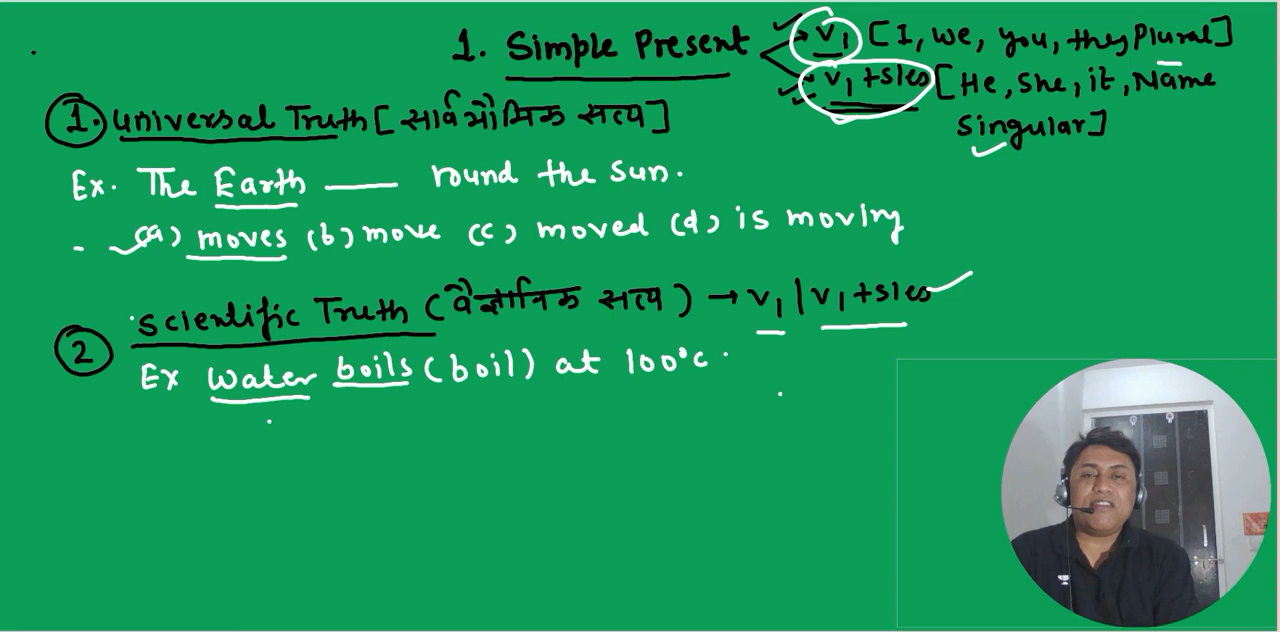 1. Simple Present → V1 [I, we, you, they Plural]
→ V1+s/es [He, She, it, Name
Singular]
1. Universal Truth [सार्वभौमिक सत्य]
Ex. The Earth ___ round the Sun.
(a) moves (b) move (c) moved (d) is moving
2 Scientific Truth (वैज्ञानिक सत्य) → V1 | V1+s/es
Ex Water boils (boil) at 100°c.